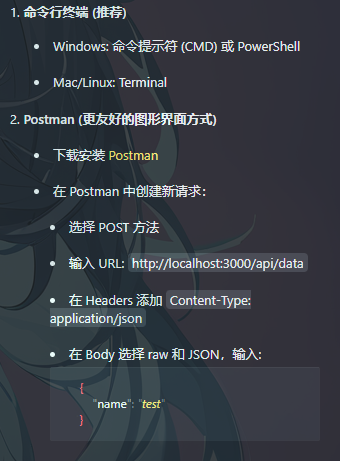 1. 命令行终端 (推荐)
• Windows: 命令提示符 (CMD) 或 PowerShell
• Mac/Linux: Terminal
2. Postman (更友好的图形界面方式)
• 下载安装 Postman
• 在 Postman 中创建新请求：
• 选择 POST 方法
• 输入 URL: http://localhost:3000/api/data
• 在 Headers 添加 Content-Type:
application/json
• 在 Body 选择 raw 和 JSON，输入:
{
"name": "test"
}